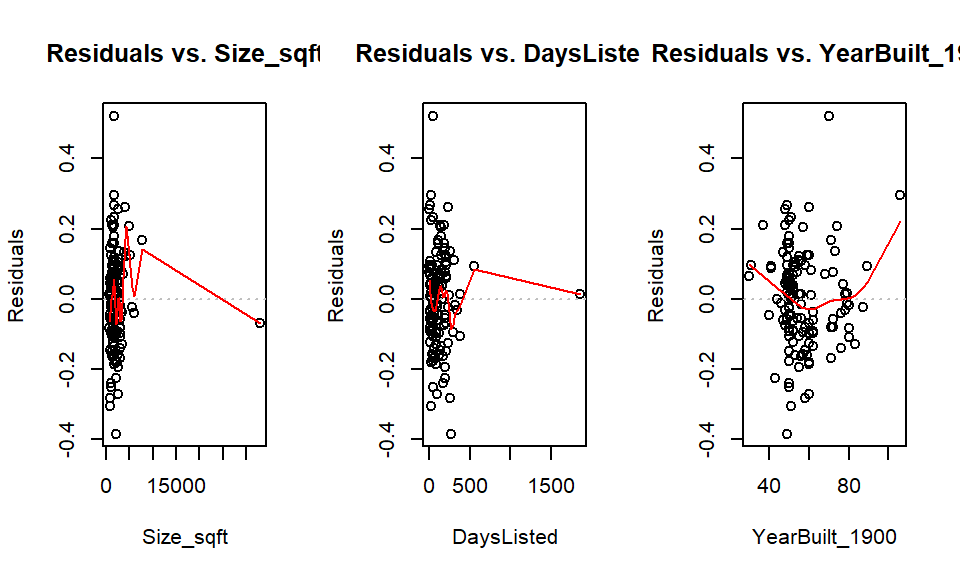 Residuals vs. Size_sqft
Residuals
0.4
0.2
0.0
-0.2
-0.4
0
15000
Size_sqft
Residuals vs. DaysListe
Residuals
0.4
0.2
0.0
-0.2
-0.4
0
500
1500
DaysListed
Residuals vs. YearBuilt_19
Residuals
0.4
0.2
0.0
-0.2
-0.4
40
80
YearBuilt_1900